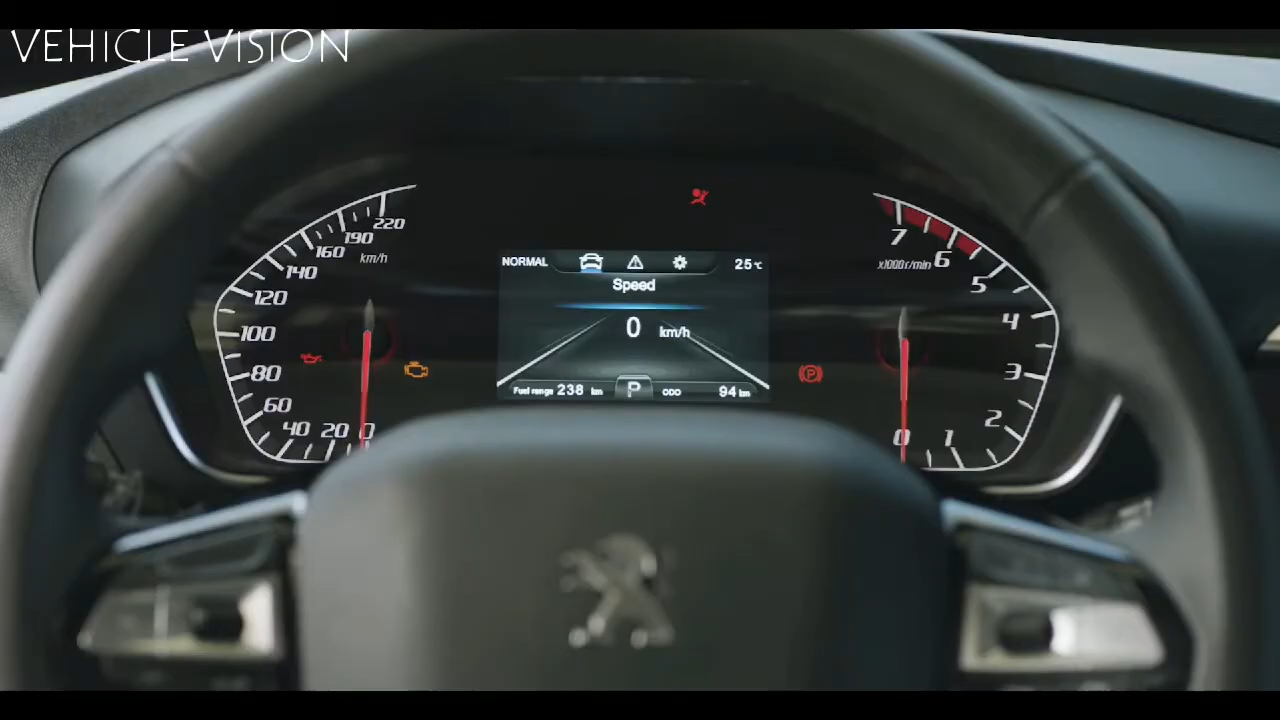 VEHICLE VISION
NORMAL
25°C
Speed
0 km/h
Fuel range 238 km
P
ODO 94 km
220
190
160
140
120
100
80
60
40
20
0
km/h
7
6
5
4
3
2
1
0
x1000r/min
P